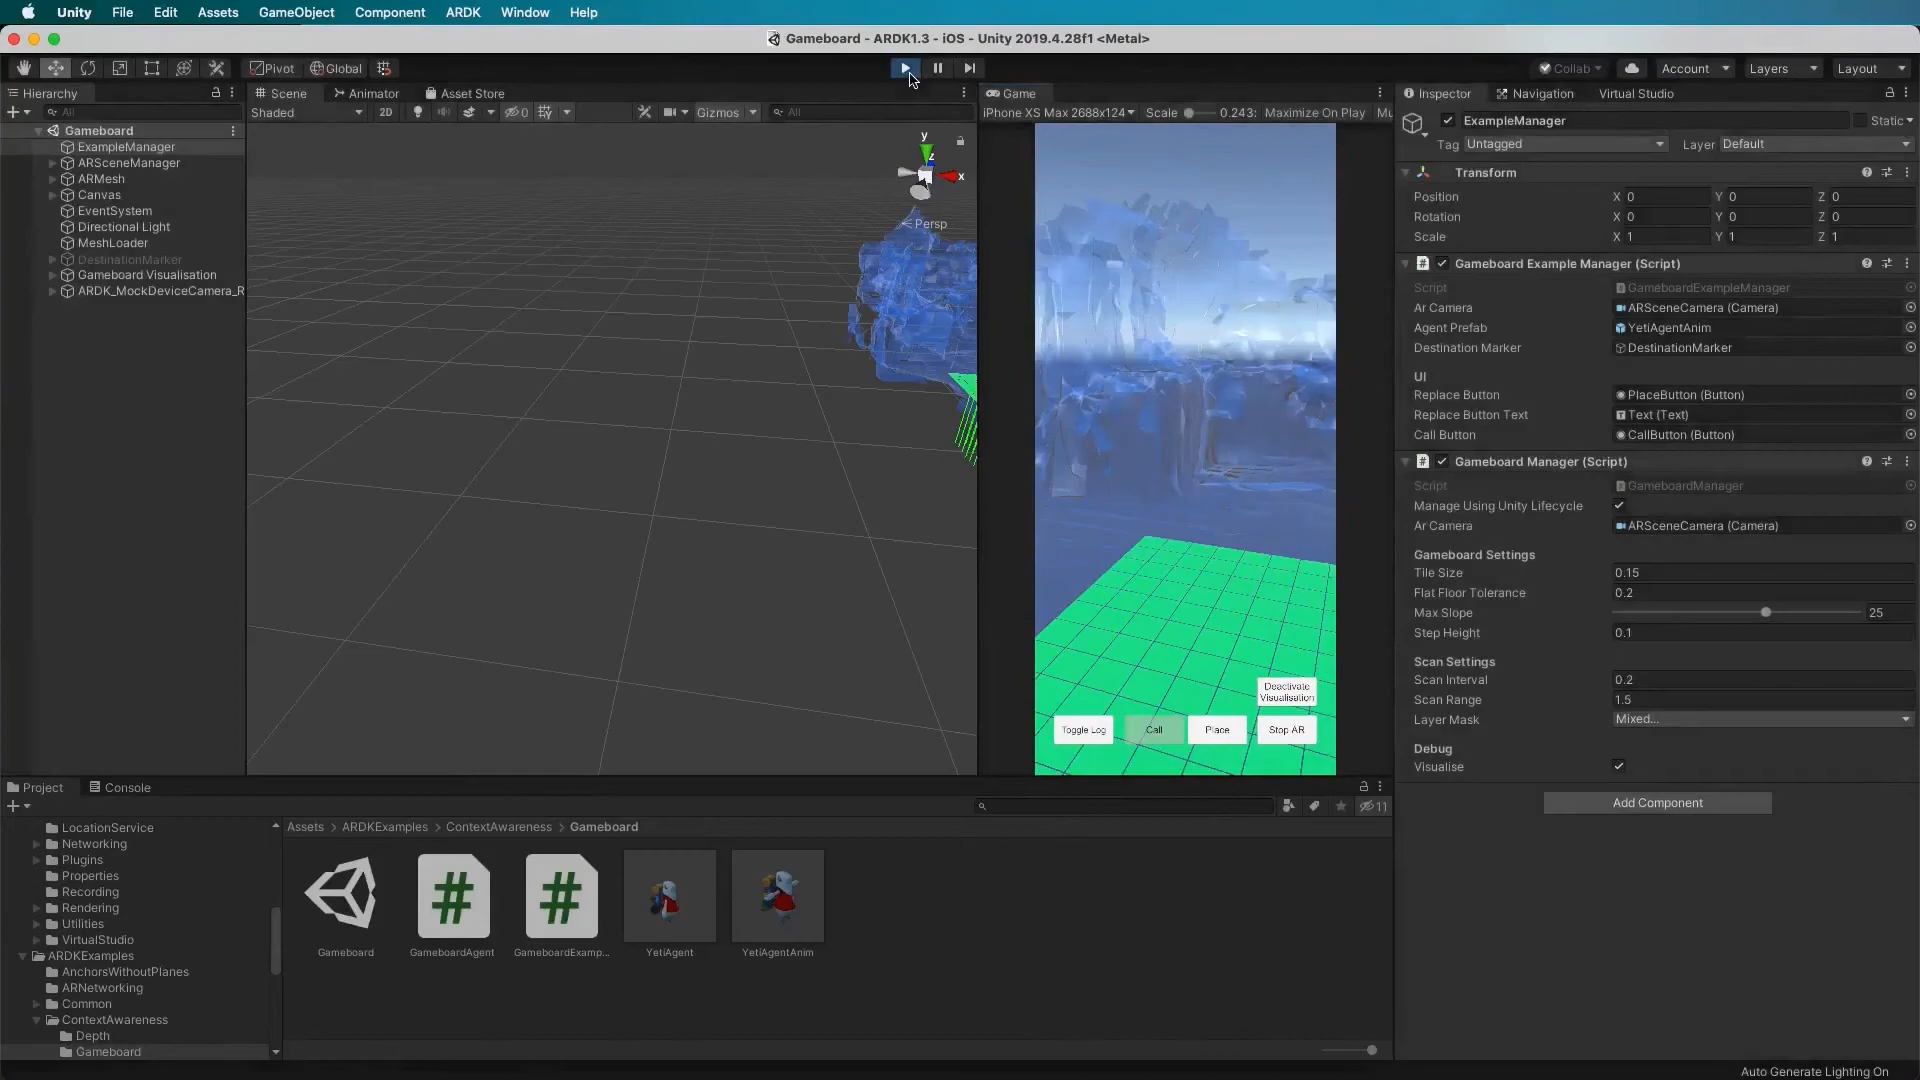 Unity File Edit Assets GameObject Component ARDK Window Help
Gameboard - ARDK1.3 - iOS - Unity 2019.4.28f1 <Metal>
Pivot Global Collab Account Layers Layout
Hierarchy
All
Gameboard
ExampleManager
ARSceneManager
ARMesh
Canvas
EventSystem
Directional Light
MeshLoader
DestinationMarker
Gameboard Visualisation
ARDK_MockDeviceCamera_R
Scene Animator Asset Store
Shaded 2D 0 Gizmos All
y
z
x
Persp
Game
iPhone XS Max 2688x124 Scale 0.243: Maximize On Play Mu
Deactivate
Visualisation
Toggle Log Call Place Stop AR
Inspector Navigation Virtual Studio
ExampleManager Static
Tag Untagged Layer Default
Transform
Position X 0 Y 0 Z 0
Rotation X 0 Y 0 Z 0
Scale X 1 Y 1 Z 1
# Gameboard Example Manager (Script)
Script GameboardExampleManager
Ar Camera ARSceneCamera (Camera)
Agent Prefab YetiAgentAnim
Destination Marker DestinationMarker
UI
Replace Button PlaceButton (Button)
Replace Button Text Text (Text)
Call Button CallButton (Button)
# Gameboard Manager (Script)
Script GameboardManager
Manage Using Unity Lifecycle
Ar Camera ARSceneCamera (Camera)
Gameboard Settings
Tile Size 0.15
Flat Floor Tolerance 0.2
Max Slope 25
Step Height 0.1
Scan Settings
Scan Interval 0.2
Scan Range 1.5
Layer Mask Mixed...
Debug
Visualise
Add Component
Project Console
11
LocationService
Networking
Plugins
Properties
Recording
Rendering
Utilities
VirtualStudio
ARDKExamples
AnchorsWithoutPlanes
ARNetworking
Common
ContextAwareness
Depth
Gameboard
Assets > ARDKExamples > ContextAwareness > Gameboard
# #
Gameboard GameboardAgent GameboardExamp... YetiAgent YetiAgentAnim
Auto Generate Lighting On